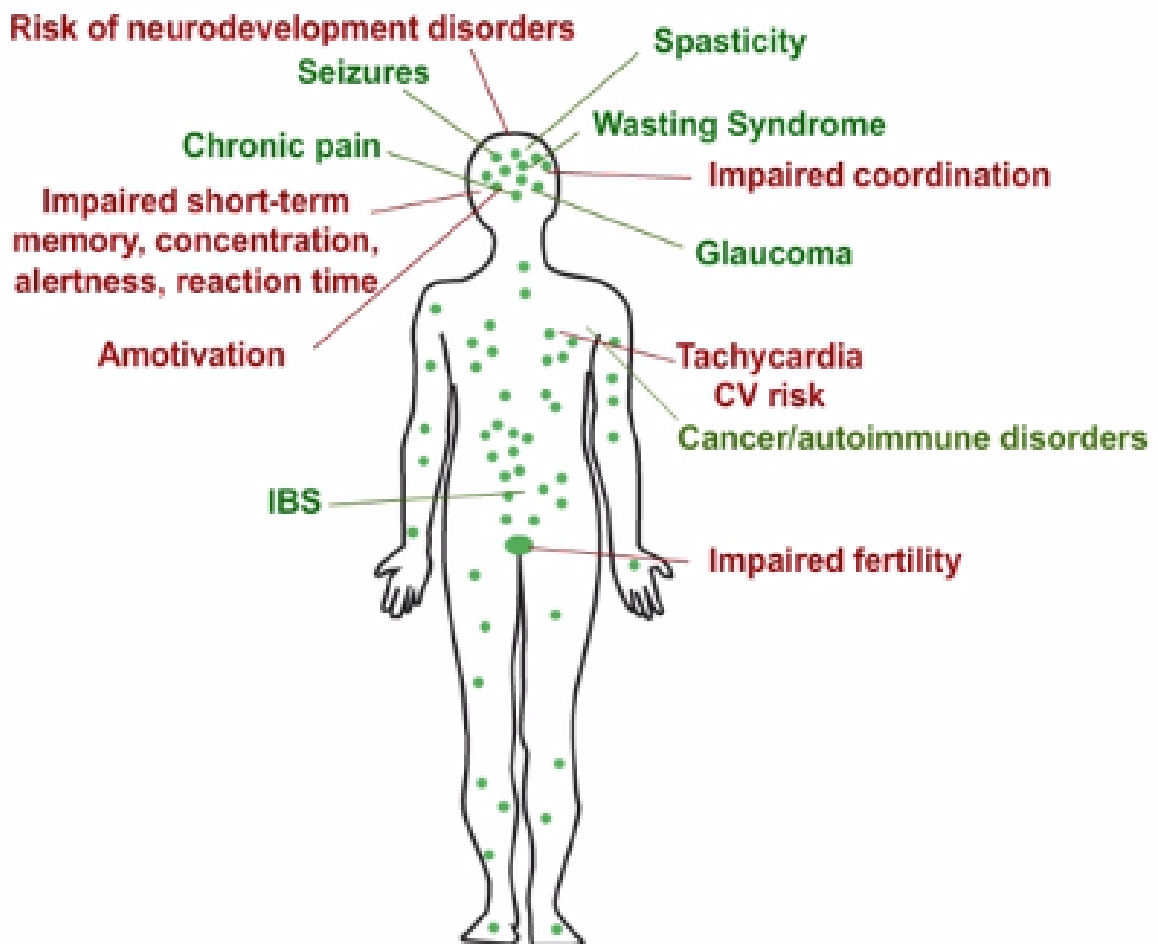 Risk of neurodevelopment disorders
Spasticity
Seizures
Wasting Syndrome
Chronic pain
Impaired coordination
Impaired short-term
memory, concentration,
alertness, reaction time
Glaucoma
Amotivation
Tachycardia
CV risk
Cancer/autoimmune disorders
IBS
Impaired fertility